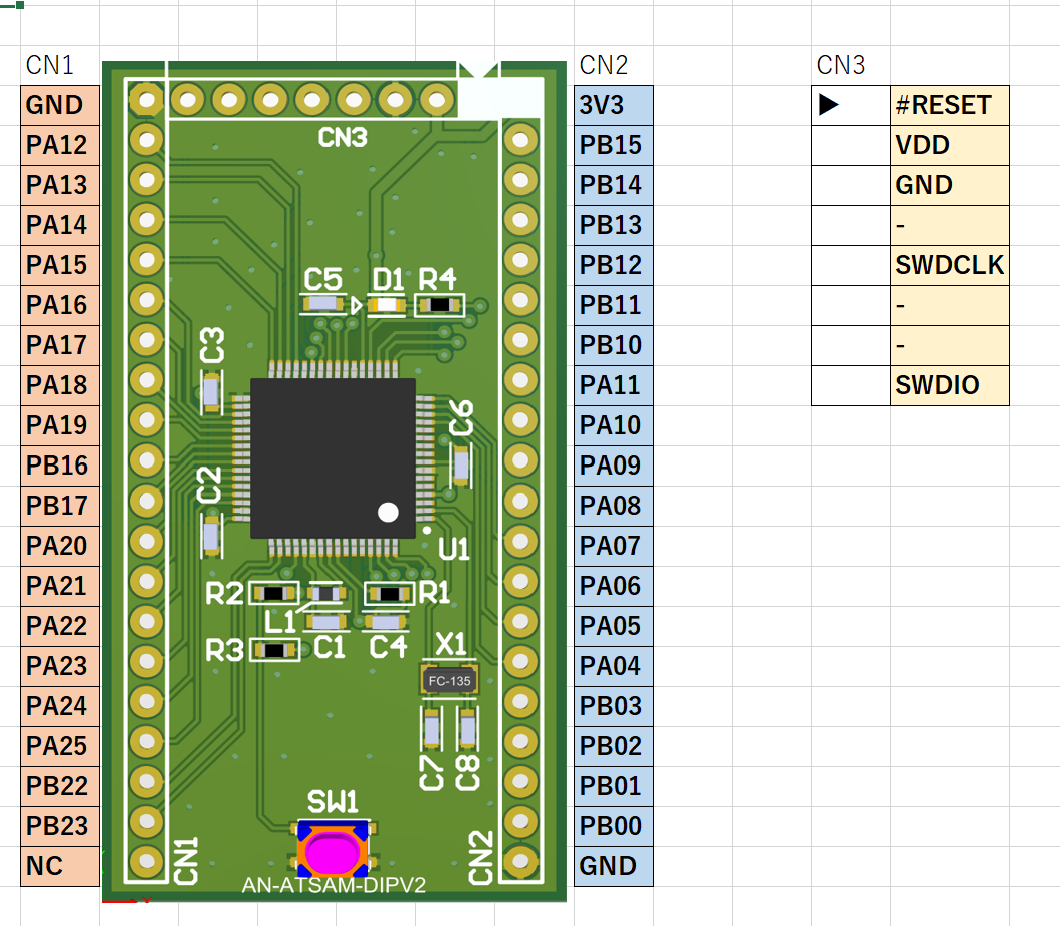 CN1
CN2
CN3
GND
3V3
▶
#RESET
PA12
PB15
VDD
CN3
PA13
PB14
GND
PA14
PB13
-
PA15
PB12
SWDCLK
C5
D1
R4
PA16
PB11
-
PA17
PB10
-
C3
PA18
PA11
SWDIO
PA19
PA10
C6
PB16
PA09
C2
PB17
PA08
PA20
PA07
U1
PA21
PA06
R2
R1
PA22
PA05
L1
C1
C4
R3
X1
PA23
PA04
FC-135
PA24
PB03
PA25
PB02
C7
C8
PB22
PB01
SW1
PB23
PB00
CN1
CN2
NC
GND
AN-ATSAM-DIPV2